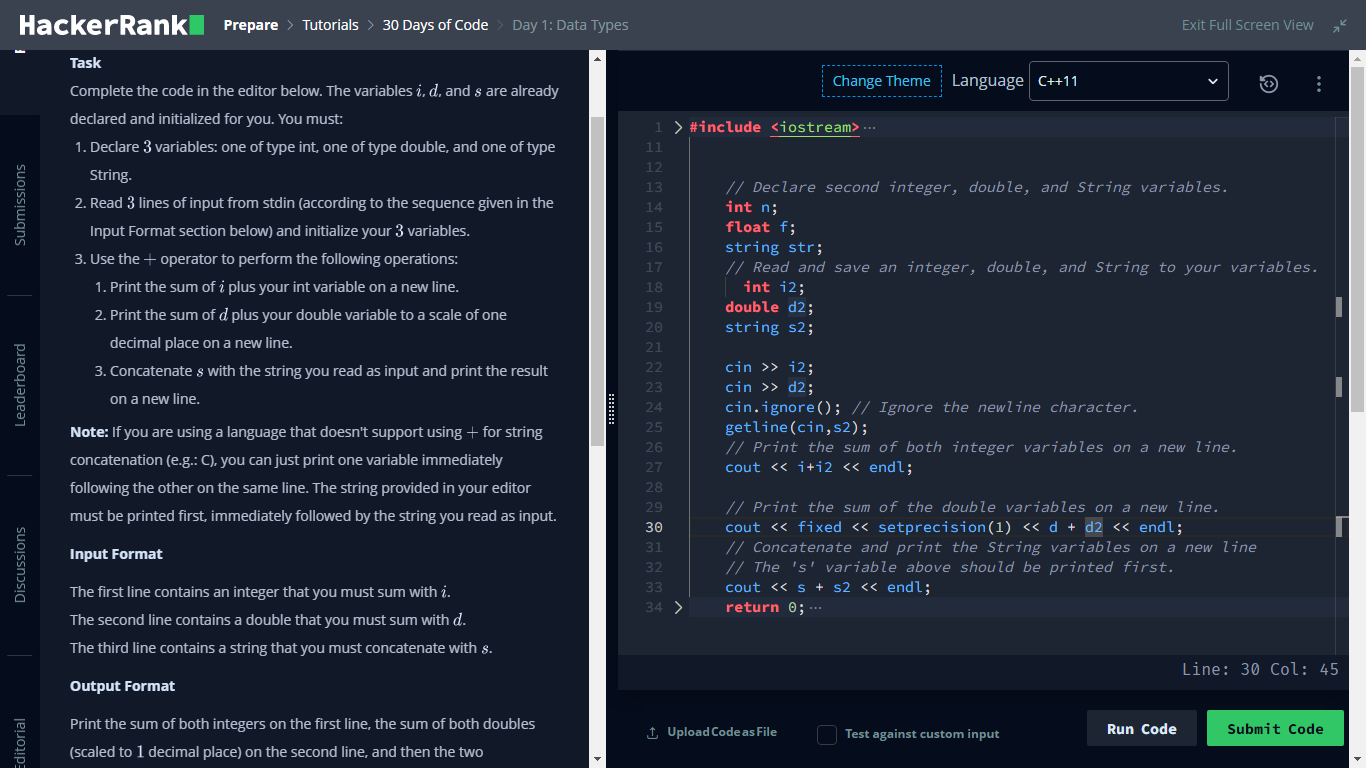 HackerRank
Prepare > Tutorials > 30 Days of Code > Day 1: Data Types
Exit Full Screen View
Submissions
Leaderboard
Discussions
Editorial
Task
Complete the code in the editor below. The variables i, d, and s are already
declared and initialized for you. You must:
1. Declare 3 variables: one of type int, one of type double, and one of type
String.
2. Read 3 lines of input from stdin (according to the sequence given in the
Input Format section below) and initialize your 3 variables.
3. Use the + operator to perform the following operations:
1. Print the sum of i plus your int variable on a new line.
2. Print the sum of d plus your double variable to a scale of one
decimal place on a new line.
3. Concatenate s with the string you read as input and print the result
on a new line.
Note: If you are using a language that doesn't support using + for string
concatenation (e.g.: C), you can just print one variable immediately
following the other on the same line. The string provided in your editor
must be printed first, immediately followed by the string you read as input.
Input Format
The first line contains an integer that you must sum with i.
The second line contains a double that you must sum with d.
The third line contains a string that you must concatenate with s.
Output Format
Print the sum of both integers on the first line, the sum of both doubles
(scaled to 1 decimal place) on the second line, and then the two
Change Theme Language C++11
1 #include <iostream>···
11
12
13 // Declare second integer, double, and String variables.
14 int n;
15 float f;
16 string str;
17 // Read and save an integer, double, and String to your variables.
18 int i2;
19 double d2;
20 string s2;
21
22 cin >> i2;
23 cin >> d2;
24 cin.ignore(); // Ignore the newline character.
25 getline(cin,s2);
26 // Print the sum of both integer variables on a new line.
27 cout << i+i2 << endl;
28
29 // Print the sum of the double variables on a new line.
30 cout << fixed << setprecision(1) << d + d2 << endl;
31 // Concatenate and print the String variables on a new line
32 // The 's' variable above should be printed first.
33 cout << s + s2 << endl;
34 return 0;···
Line: 30 Col: 45
Upload Code as File
Test against custom input
Run Code
Submit Code